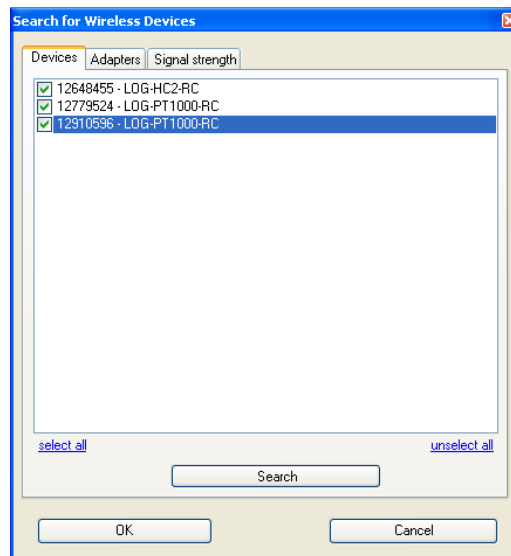 Search for Wireless Devices
Devices Adapters Signal strength
12648455 - LOG-HC2-RC
12779524 - LOG-PT1000-RC
12910596 - LOG-PT1000-RC
select all unselect all
Search
OK Cancel